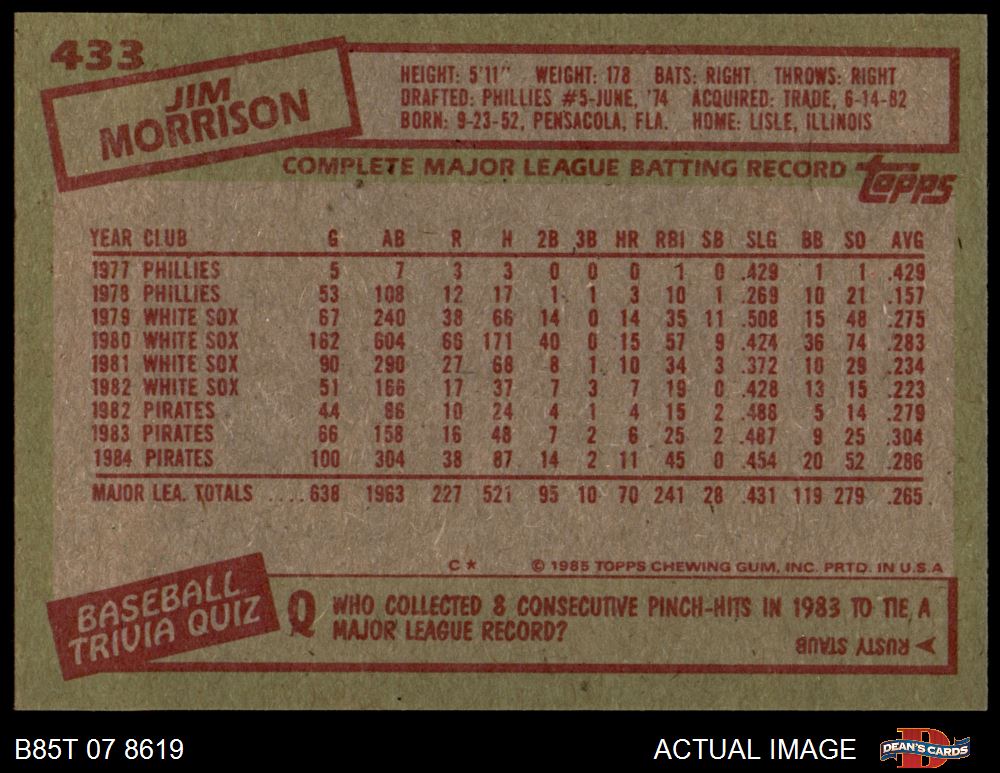 433
JIM
MORRISON
HEIGHT: 5'11" WEIGHT: 178 BATS: RIGHT THROWS: RIGHT
DRAFTED: PHILLIES #5-JUNE, '74 ACQUIRED: TRADE, 6-14-82
BORN: 9-23-52, PENSACOLA, FLA. HOME: LISLE, ILLINOIS
COMPLETE MAJOR LEAGUE BATTING RECORD topps
YEAR CLUB G AB R H 2B 3B HR RBI SB SLG BB SO AVG
1977 PHILLIES 5 7 3 3 0 0 0 1 0 .429 1 1 .429
1978 PHILLIES 53 108 12 17 1 1 3 10 1 .269 10 21 .157
1979 WHITE SOX 67 240 38 66 14 0 14 35 11 .508 15 48 .275
1980 WHITE SOX 162 604 66 171 40 0 15 57 9 .424 36 74 .283
1981 WHITE SOX 90 290 27 68 8 1 10 34 3 .372 10 29 .234
1982 WHITE SOX 51 166 17 37 7 3 7 19 0 .428 13 15 .223
1982 PIRATES 44 86 10 24 4 1 4 15 2 .488 5 14 .279
1983 PIRATES 66 158 16 48 7 2 6 25 2 .487 9 25 .304
1984 PIRATES 100 304 38 87 14 2 11 45 0 .454 20 52 .286
MAJOR LEA. TOTALS ....638 1963 227 521 95 10 70 241 28 .431 119 279 .265
C * © 1985 TOPPS CHEWING GUM, INC. PRTD. IN U.S.A
BASEBALL
TRIVIA QUIZ
Q WHO COLLECTED 8 CONSECUTIVE PINCH-HITS IN 1983 TO TIE A
MAJOR LEAGUE RECORD?
RUSTY STAUB
B85T 07 8619 ACTUAL IMAGE DEAN'S CARDS